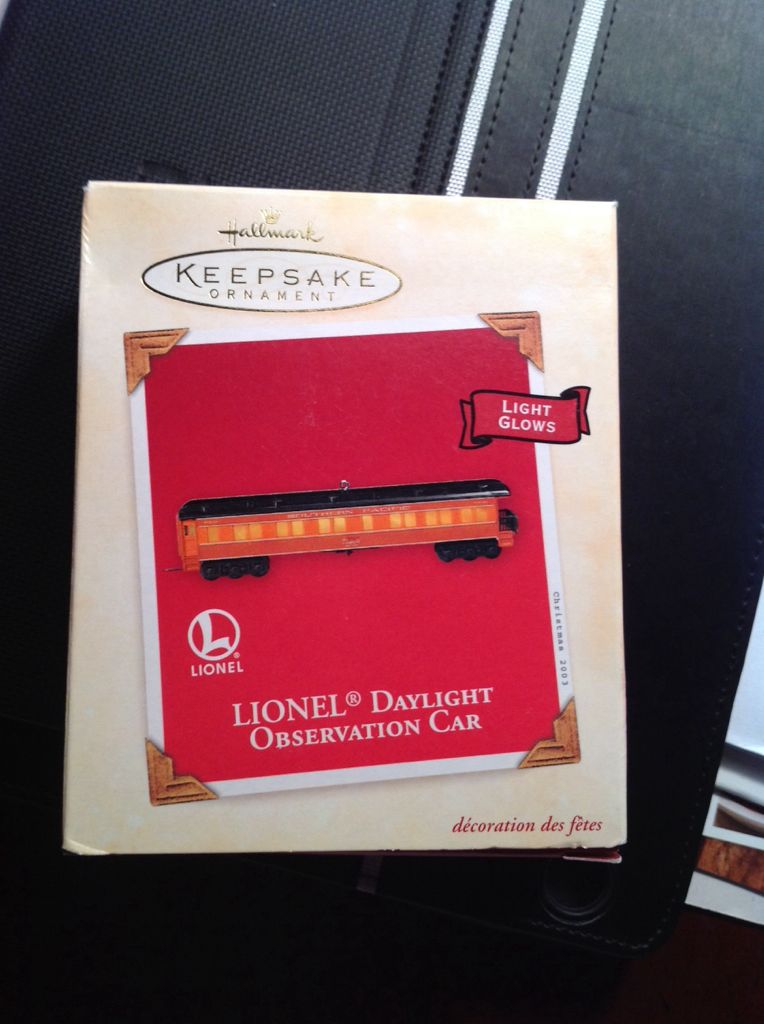 Hallmark
KEEPSAKE
ORNAMENT
LIGHT
GLOWS
SOUTHERN PACIFIC
Christmas 2003
L
®
LIONEL
LIONEL® DAYLIGHT
OBSERVATION CAR
décoration des fêtes